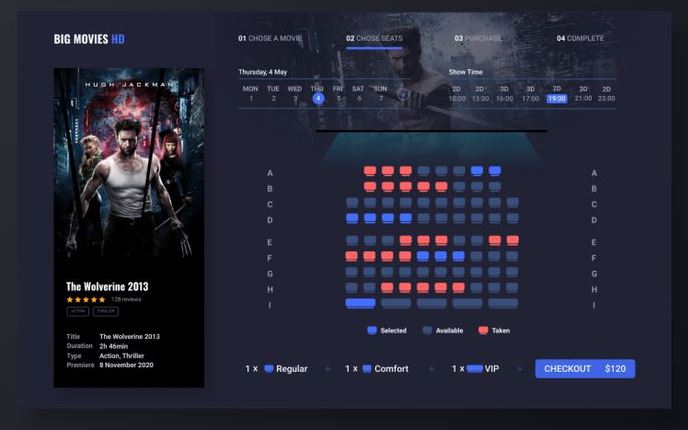 BIG MOVIES HD
01 CHOSE A MOVIE
02 CHOSE SEATS
03 PURCHASE
04 COMPLETE
Thursday, 4 May
Show Time
MON TUE WED THU FRI SAT SUN
1 2 3 4 5 6 7
2D 2D 2D 2D 2D 3D 2D
10:00 13:00 16:00 17:00 19:00 21:00 23:00
HUGH JACKMAN
A A
B B
C C
D D
E E
F F
G G
H H
I I
The Wolverine 2013
128 reviews
ACTION THRILLER
Title The Wolverine 2013
Duration 2h 46min
Type Action, Thriller
Premiere 8 November 2020
Selected Available Taken
1 x Regular + 1 x Comfort + 1 x VIP =
CHECKOUT $120